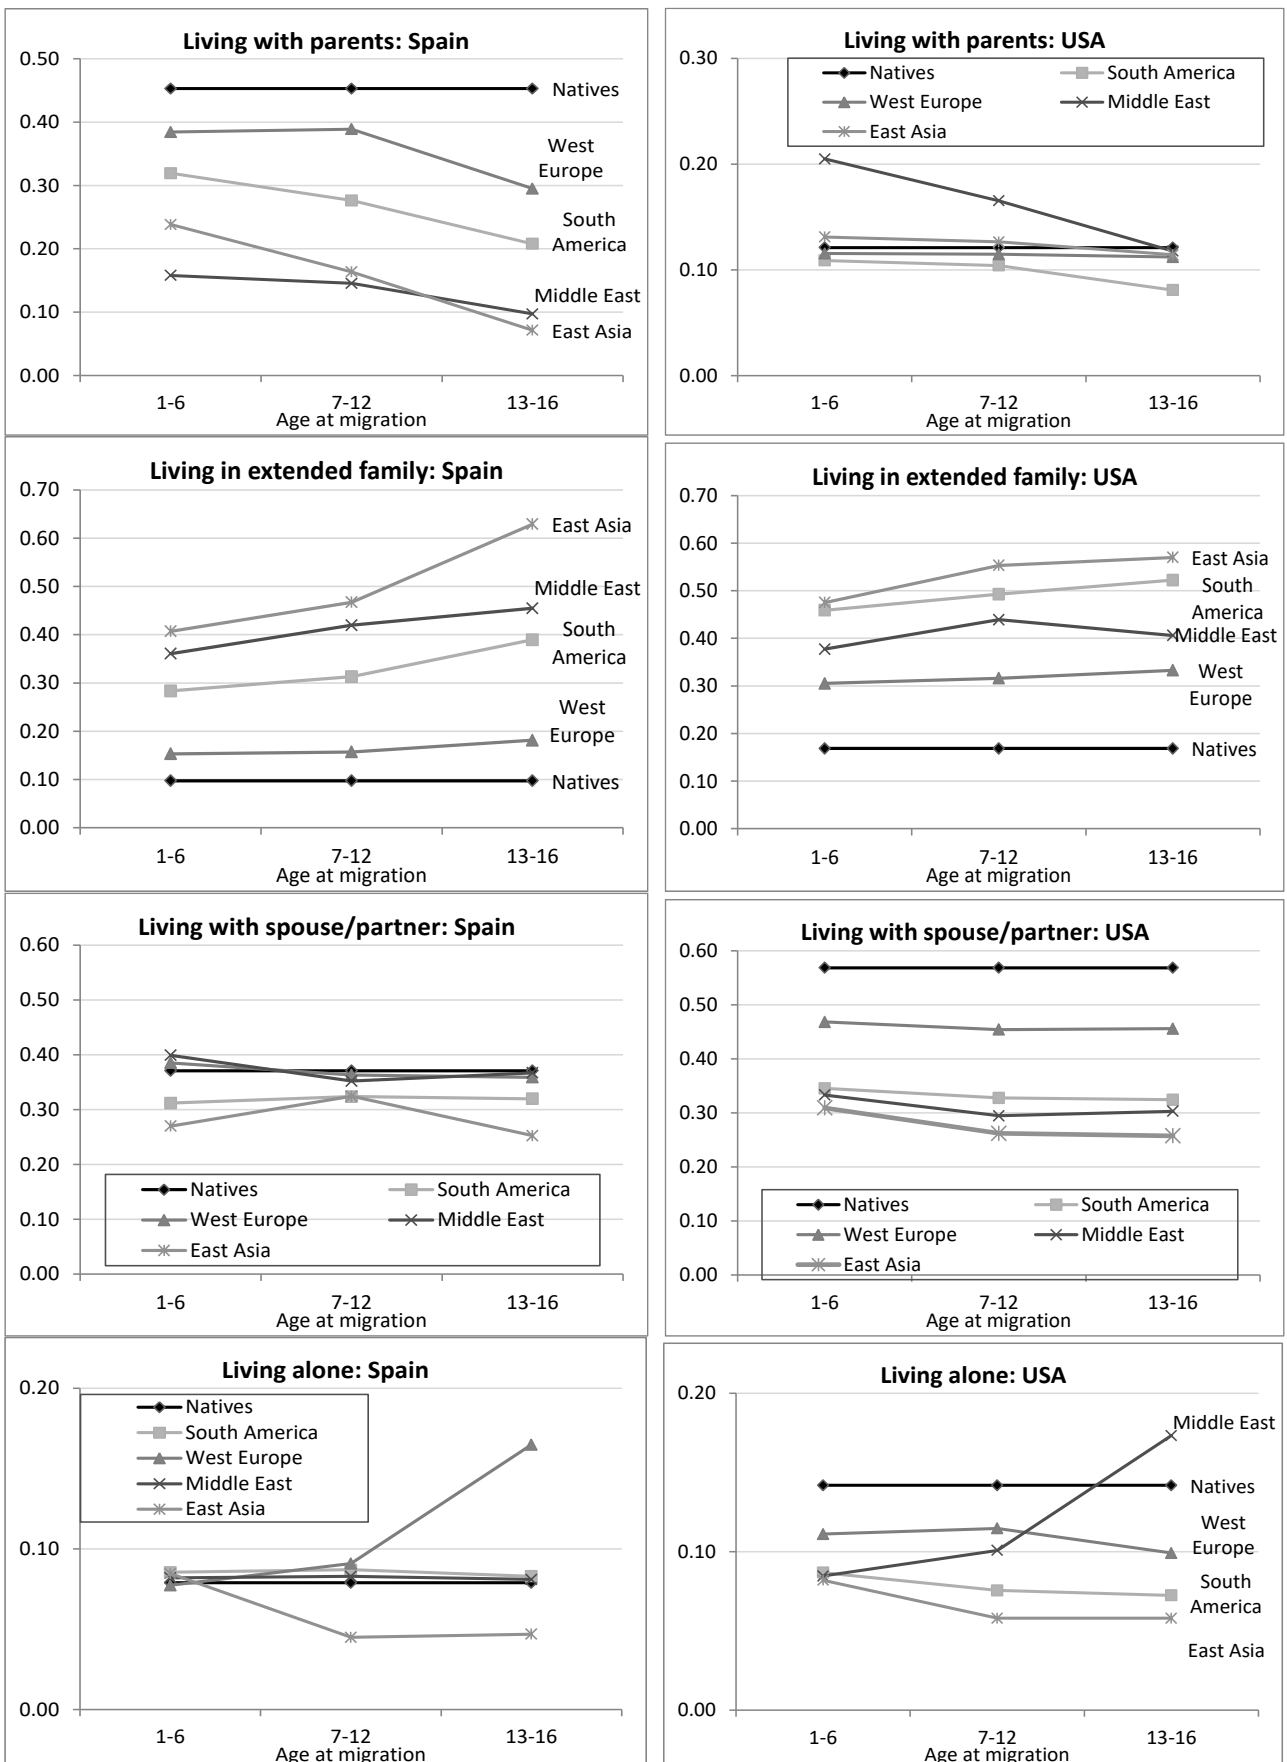 Living with parents: Spain
0.50
0.40
0.30
0.20
0.10
0.00
Natives
West
Europe
South
America
Middle East
East Asia
1-6 7-12 13-16
Age at migration
Living with parents: USA
0.30
0.20
0.10
0.00
Natives South America
West Europe Middle East
East Asia
1-6 7-12 13-16
Age at migration
Living in extended family: Spain
0.70
0.60
0.50
0.40
0.30
0.20
0.10
0.00
East Asia
Middle East
South
America
West
Europe
Natives
1-6 7-12 13-16
Age at migration
Living in extended family: USA
0.70
0.60
0.50
0.40
0.30
0.20
0.10
0.00
East Asia
South
America
Middle East
West
Europe
Natives
1-6 7-12 13-16
Age at migration
Living with spouse/partner: Spain
0.60
0.50
0.40
0.30
0.20
0.10
0.00
Natives South America
West Europe Middle East
East Asia
1-6 7-12 13-16
Age at migration
Living with spouse/partner: USA
0.60
0.50
0.40
0.30
0.20
0.10
0.00
Natives South America
West Europe Middle East
East Asia
1-6 7-12 13-16
Age at migration
Living alone: Spain
0.20
0.10
0.00
Natives
South America
West Europe
Middle East
East Asia
1-6 7-12 13-16
Age at migration
Living alone: USA
0.20
0.10
0.00
Middle East
Natives
West
Europe
South
America
East Asia
1-6 7-12 13-16
Age at migration